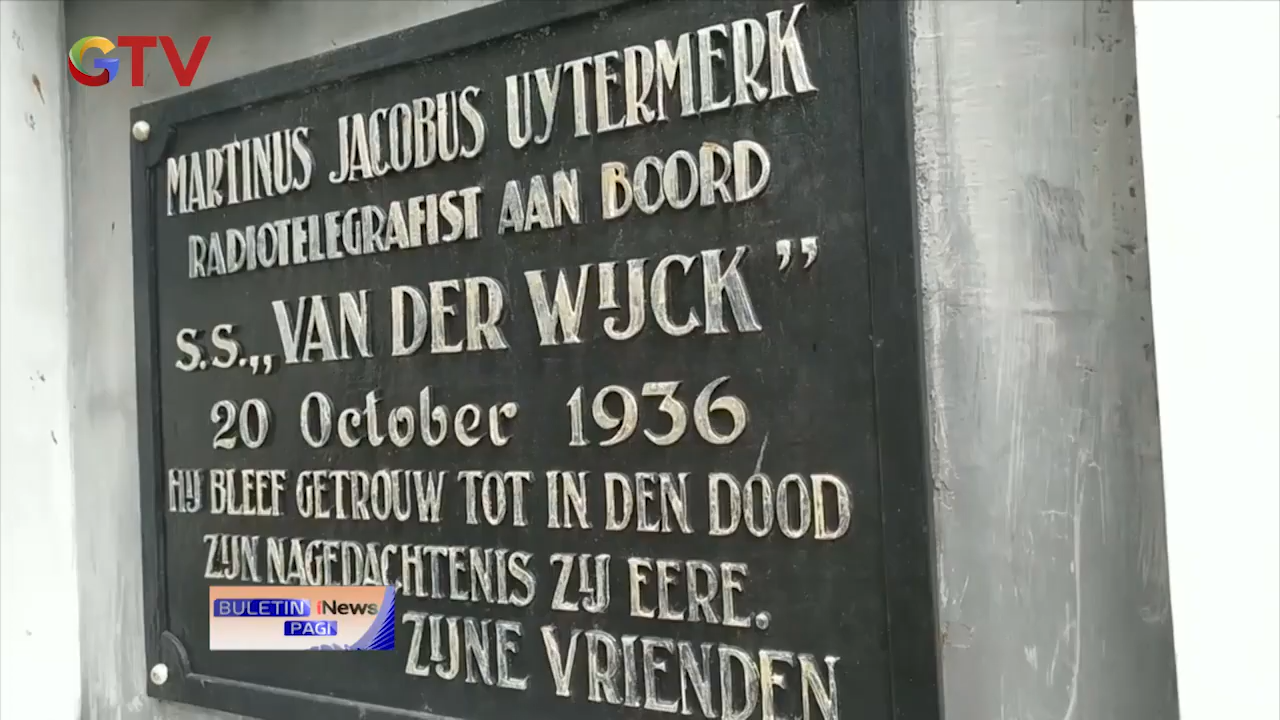 GTV
MARTINUS JACOBUS UYTERMERK
RADIOTELEGRAFIST AAN BOORD
S.S. „VAN DER WIJCK”
20 October 1936
HIJ BLEEF GETROUW TOT IN DEN DOOD
ZIJN NAGEDACHTENIS ZIJ EERE.
ZIJNE VRIENDEN
BULETIN iNews
PAGI